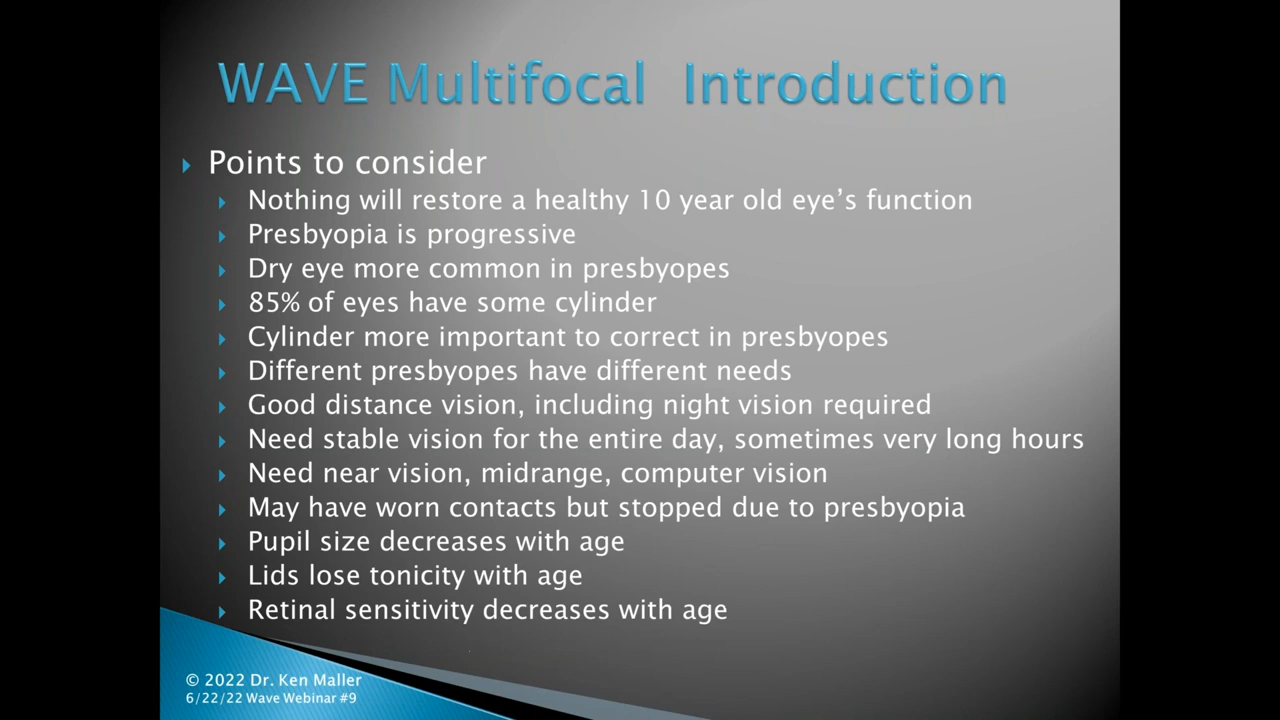 WAVE Multifocal Introduction
Points to consider
Nothing will restore a healthy 10 year old eye’s function
Presbyopia is progressive
Dry eye more common in presbyopes
85% of eyes have some cylinder
Cylinder more important to correct in presbyopes
Different presbyopes have different needs
Good distance vision, including night vision required
Need stable vision for the entire day, sometimes very long hours
Need near vision, midrange, computer vision
May have worn contacts but stopped due to presbyopia
Pupil size decreases with age
Lids lose tonicity with age
Retinal sensitivity decreases with age
© 2022 Dr. Ken Maller
6/22/22 Wave Webinar #9